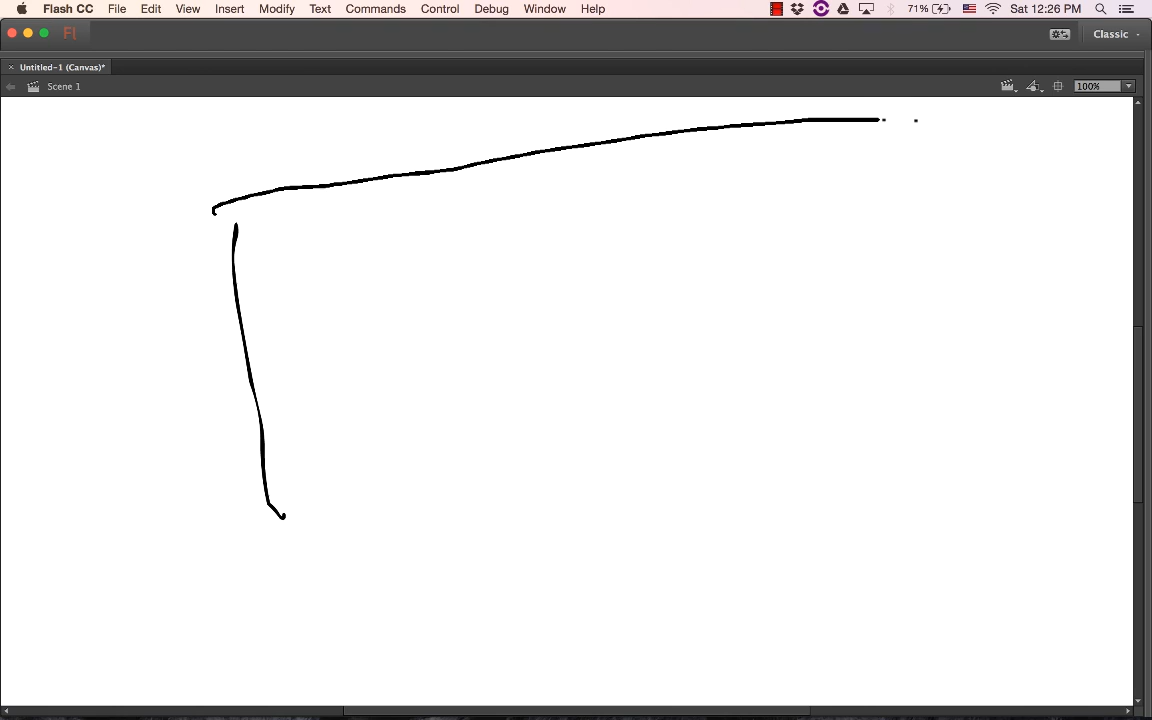 Flash CC File Edit View Insert Modify Text Commands Control Debug Window Help 71% Sat 12:26 PM
Fl Classic
× Untitled-1 (Canvas)*
Scene 1 100%